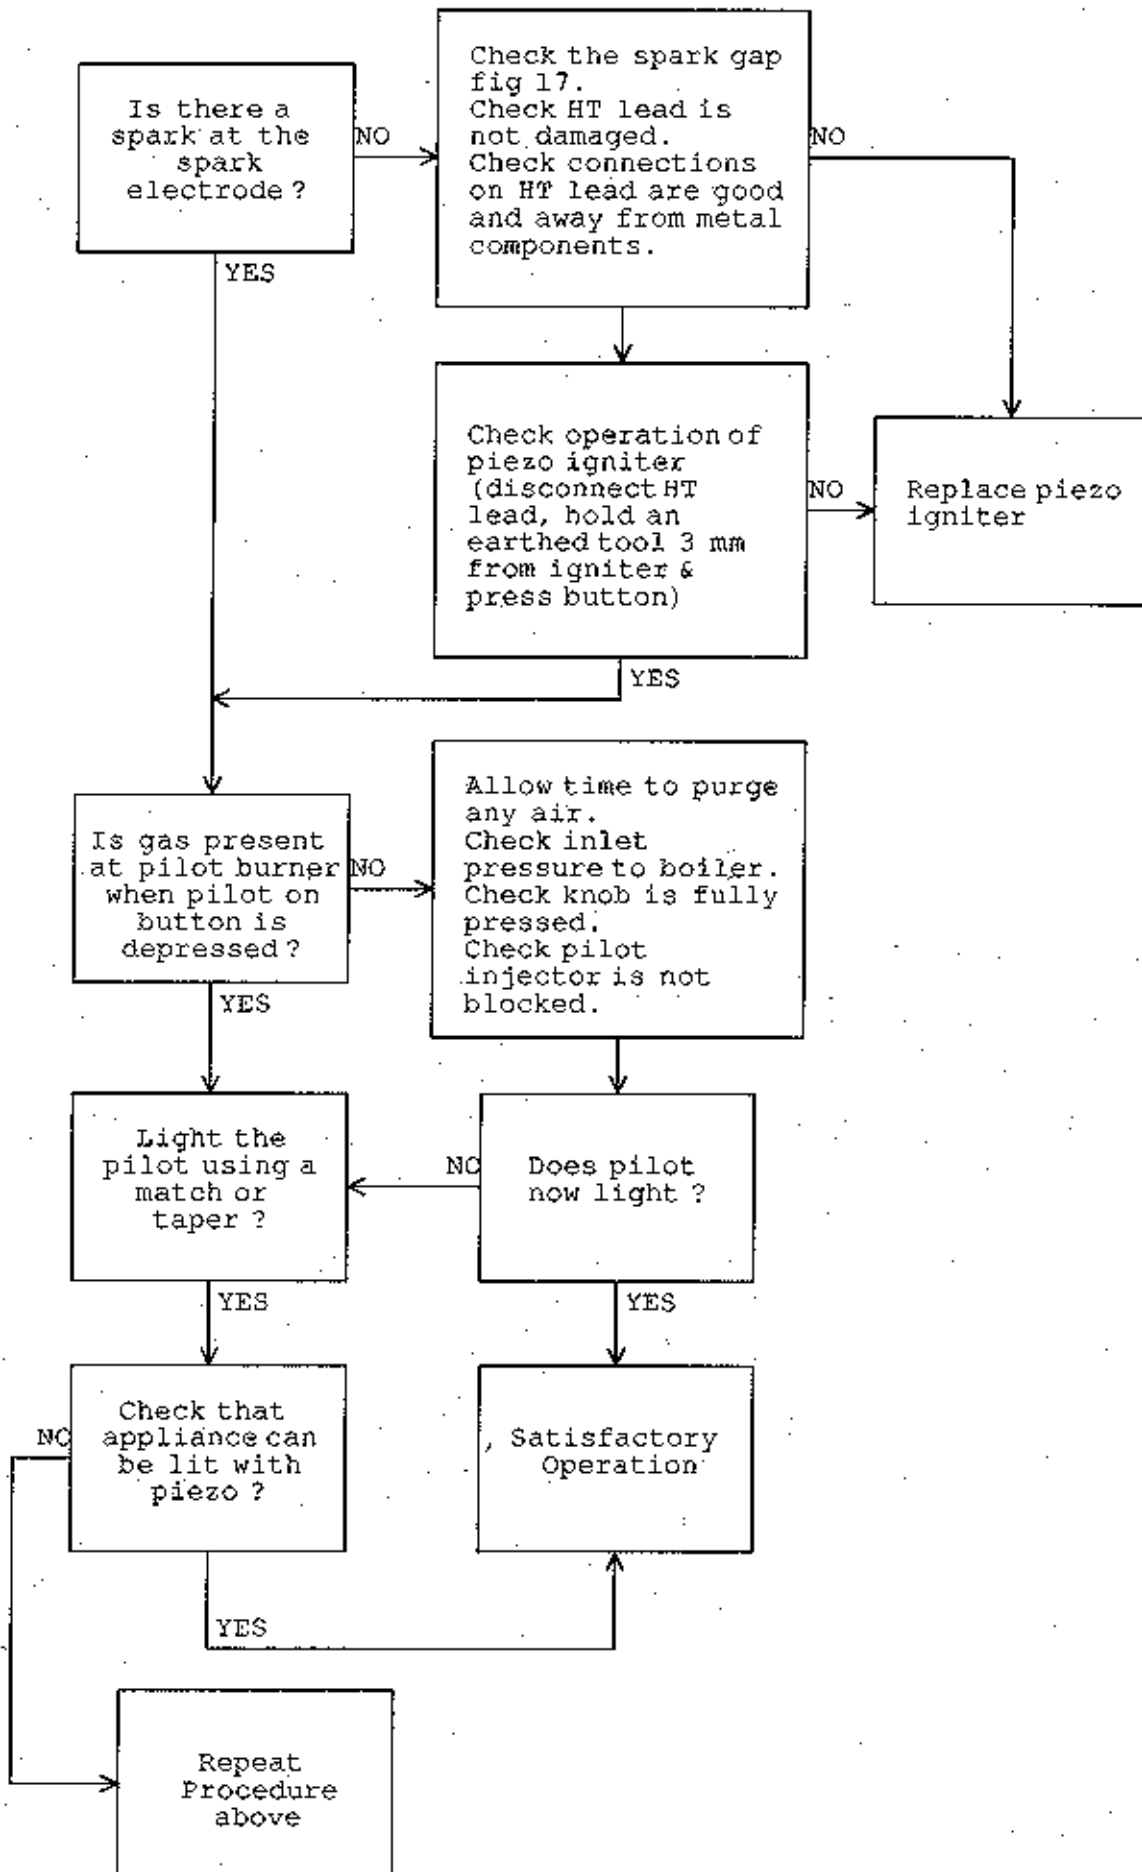 Is there a
spark at the
spark
electrode ?
NO
YES
Check the spark gap
fig 17.
Check HT lead is
not damaged.
Check connections
on HT lead are good
and away from metal
components.
NO
Check operation of
piezo igniter
(disconnect HT
lead, hold an
earthed tool 3 mm
from igniter &
press button)
NO
YES
Replace piezo
igniter
Is gas present
at pilot burner
when pilot on
button is
depressed ?
NO
YES
Allow time to purge
any air.
Check inlet
pressure to boiler.
Check knob is fully
pressed.
Check pilot
injector is not
blocked.
Light the
pilot using a
match or
taper ?
YES
NO
Does pilot
now light ?
YES
Check that
appliance can
be lit with
piezo ?
NO
YES
Satisfactory
Operation
Repeat
Procedure
above